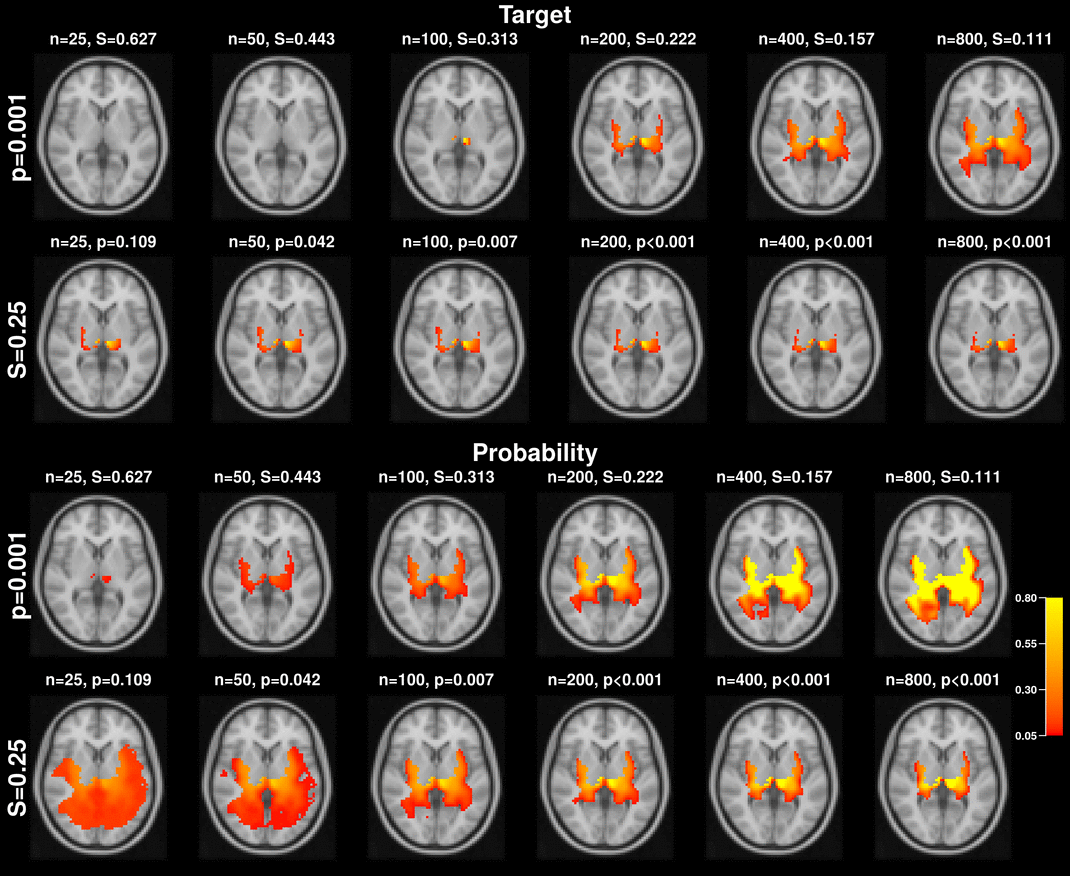 Target
n=25, S=0.627 n=50, S=0.443 n=100, S=0.313 n=200, S=0.222 n=400, S=0.157 n=800, S=0.111
p=0.001
n=25, p=0.109 n=50, p=0.042 n=100, p=0.007 n=200, p<0.001 n=400, p<0.001 n=800, p<0.001
S=0.25
Probability
n=25, S=0.627 n=50, S=0.443 n=100, S=0.313 n=200, S=0.222 n=400, S=0.157 n=800, S=0.111
p=0.001
0.80
0.55
0.30
0.05
n=25, p=0.109 n=50, p=0.042 n=100, p=0.007 n=200, p<0.001 n=400, p<0.001 n=800, p<0.001
S=0.25